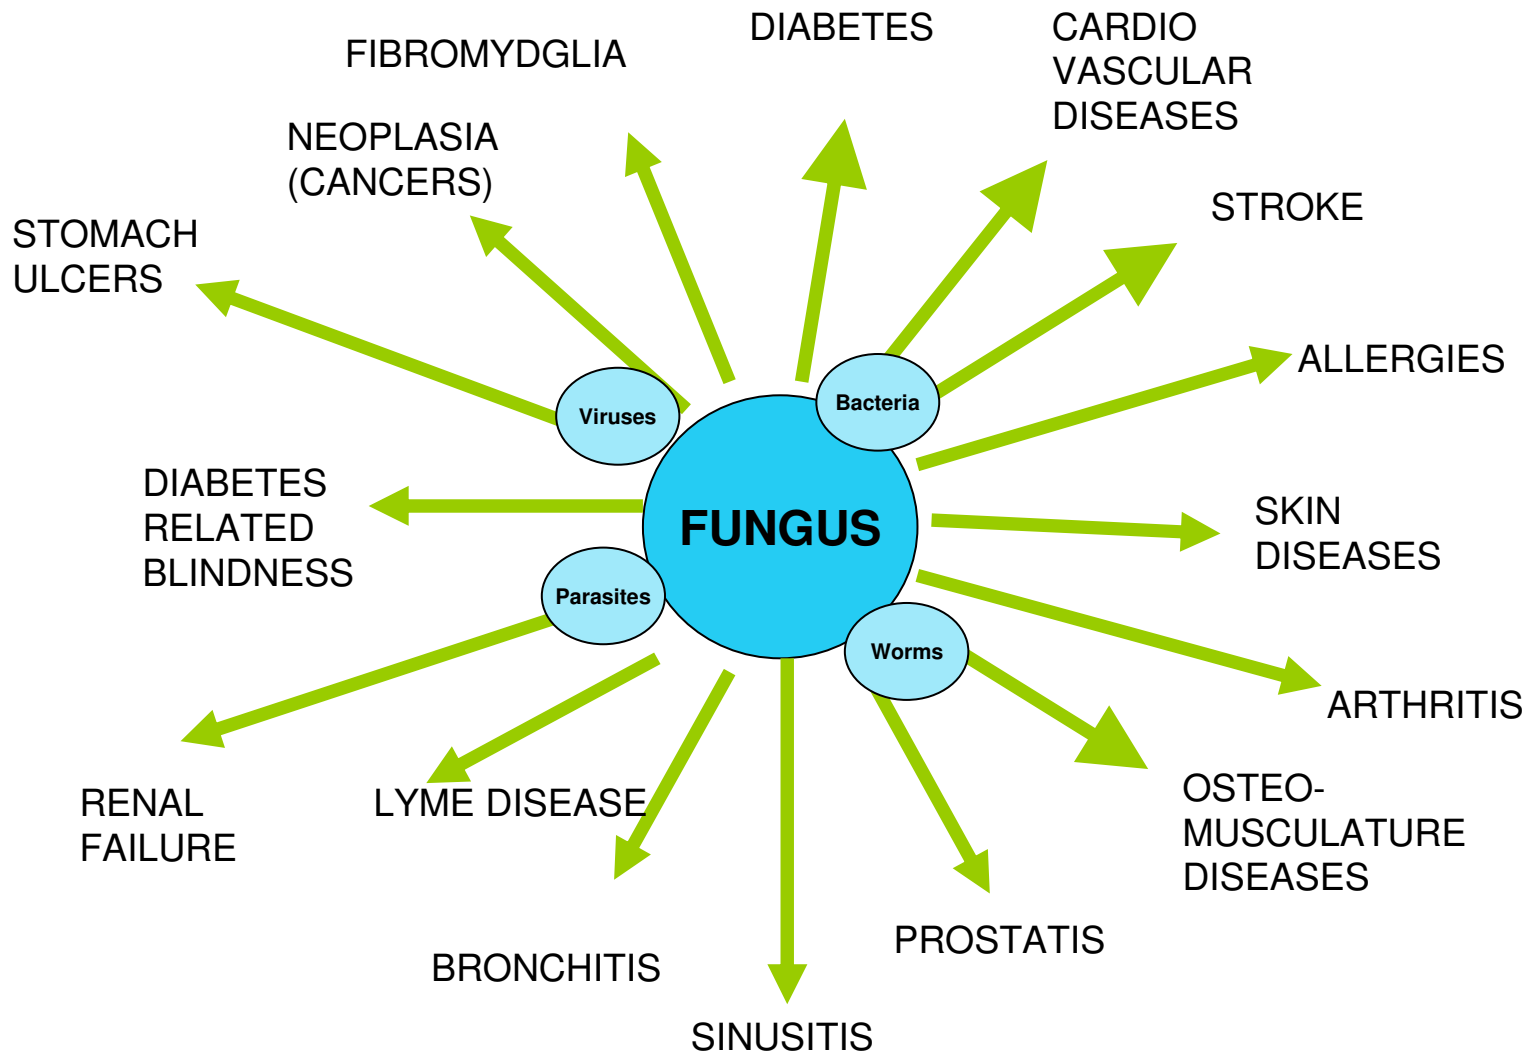 DIABETES
CARDIO
VASCULAR
DISEASES
FIBROMYDGLIA
NEOPLASIA
(CANCERS)
STROKE
STOMACH
ULCERS
ALLERGIES
Viruses
Bacteria
DIABETES
RELATED
BLINDNESS
FUNGUS
SKIN
DISEASES
Parasites
Worms
ARTHRITIS
RENAL
FAILURE
LYME DISEASE
OSTEO-
MUSCULATURE
DISEASES
PROSTATIS
BRONCHITIS
SINUSITIS